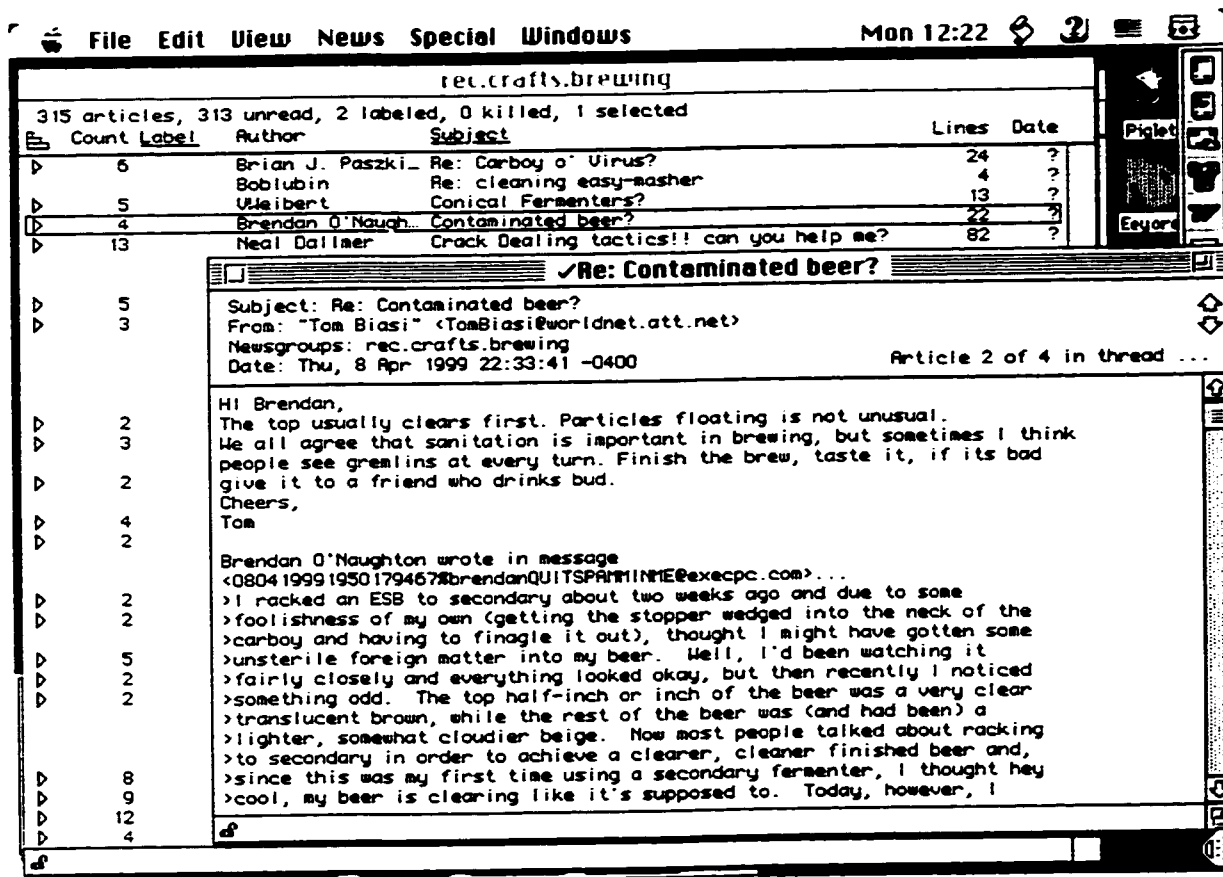 File Edit View News Special Windows Mon 12:22
rec.crafts.brewing
315 articles, 313 unread, 2 labeled, 0 killed, 1 selected
Count Label Author Subject Lines Date
6 Brian J. Paszki… Re: Carboy o' Virus? 24 ?
Boblubin Re: cleaning easy-masher 4 ?
5 VWeibert Conical Fermenters? 13 ?
4 Brendan O'Naugh… Contaminated beer? 22 ?
13 Neal Dallmer Crack Dealing tactics!! can you help me? 82 ?
Piglet
Eeyore
✓Re: Contaminated beer?
5 Subject: Re: Contaminated beer?
3 From: "Tom Biasi" <TomBiasi@worldnet.att.net>
Newsgroups: rec.crafts.brewing
Date: Thu, 8 Apr 1999 22:33:41 -0400 Article 2 of 4 in thread ...
HI Brendan,
2 The top usually clears first. Particles floating is not unusual.
3 We all agree that sanitation is important in brewing, but sometimes I think
people see gremlins at every turn. Finish the brew, taste it, if its bad
2 give it to a friend who drinks bud.
Cheers,
4 Tom
2
Brendan O'Naughton wrote in message
<080419991950179467%brendanQUITSPAMMINME@execpc.com>...
2 >I racked an ESB to secondary about two weeks ago and due to some
2 >foolishness of my own (getting the stopper wedged into the neck of the
>carboy and having to finagle it out), thought I might have gotten some
5 >unsterile foreign matter into my beer. Well, I'd been watching it
2 >fairly closely and everything looked okay, but then recently I noticed
2 >something odd. The top half-inch or inch of the beer was a very clear
>translucent brown, while the rest of the beer was (and had been) a
>lighter, somewhat cloudier beige. Now most people talked about racking
>to secondary in order to achieve a clearer, cleaner finished beer and,
8 >since this was my first time using a secondary fermenter, I thought hey
9 >cool, my beer is clearing like it's supposed to. Today, however, I
12
4